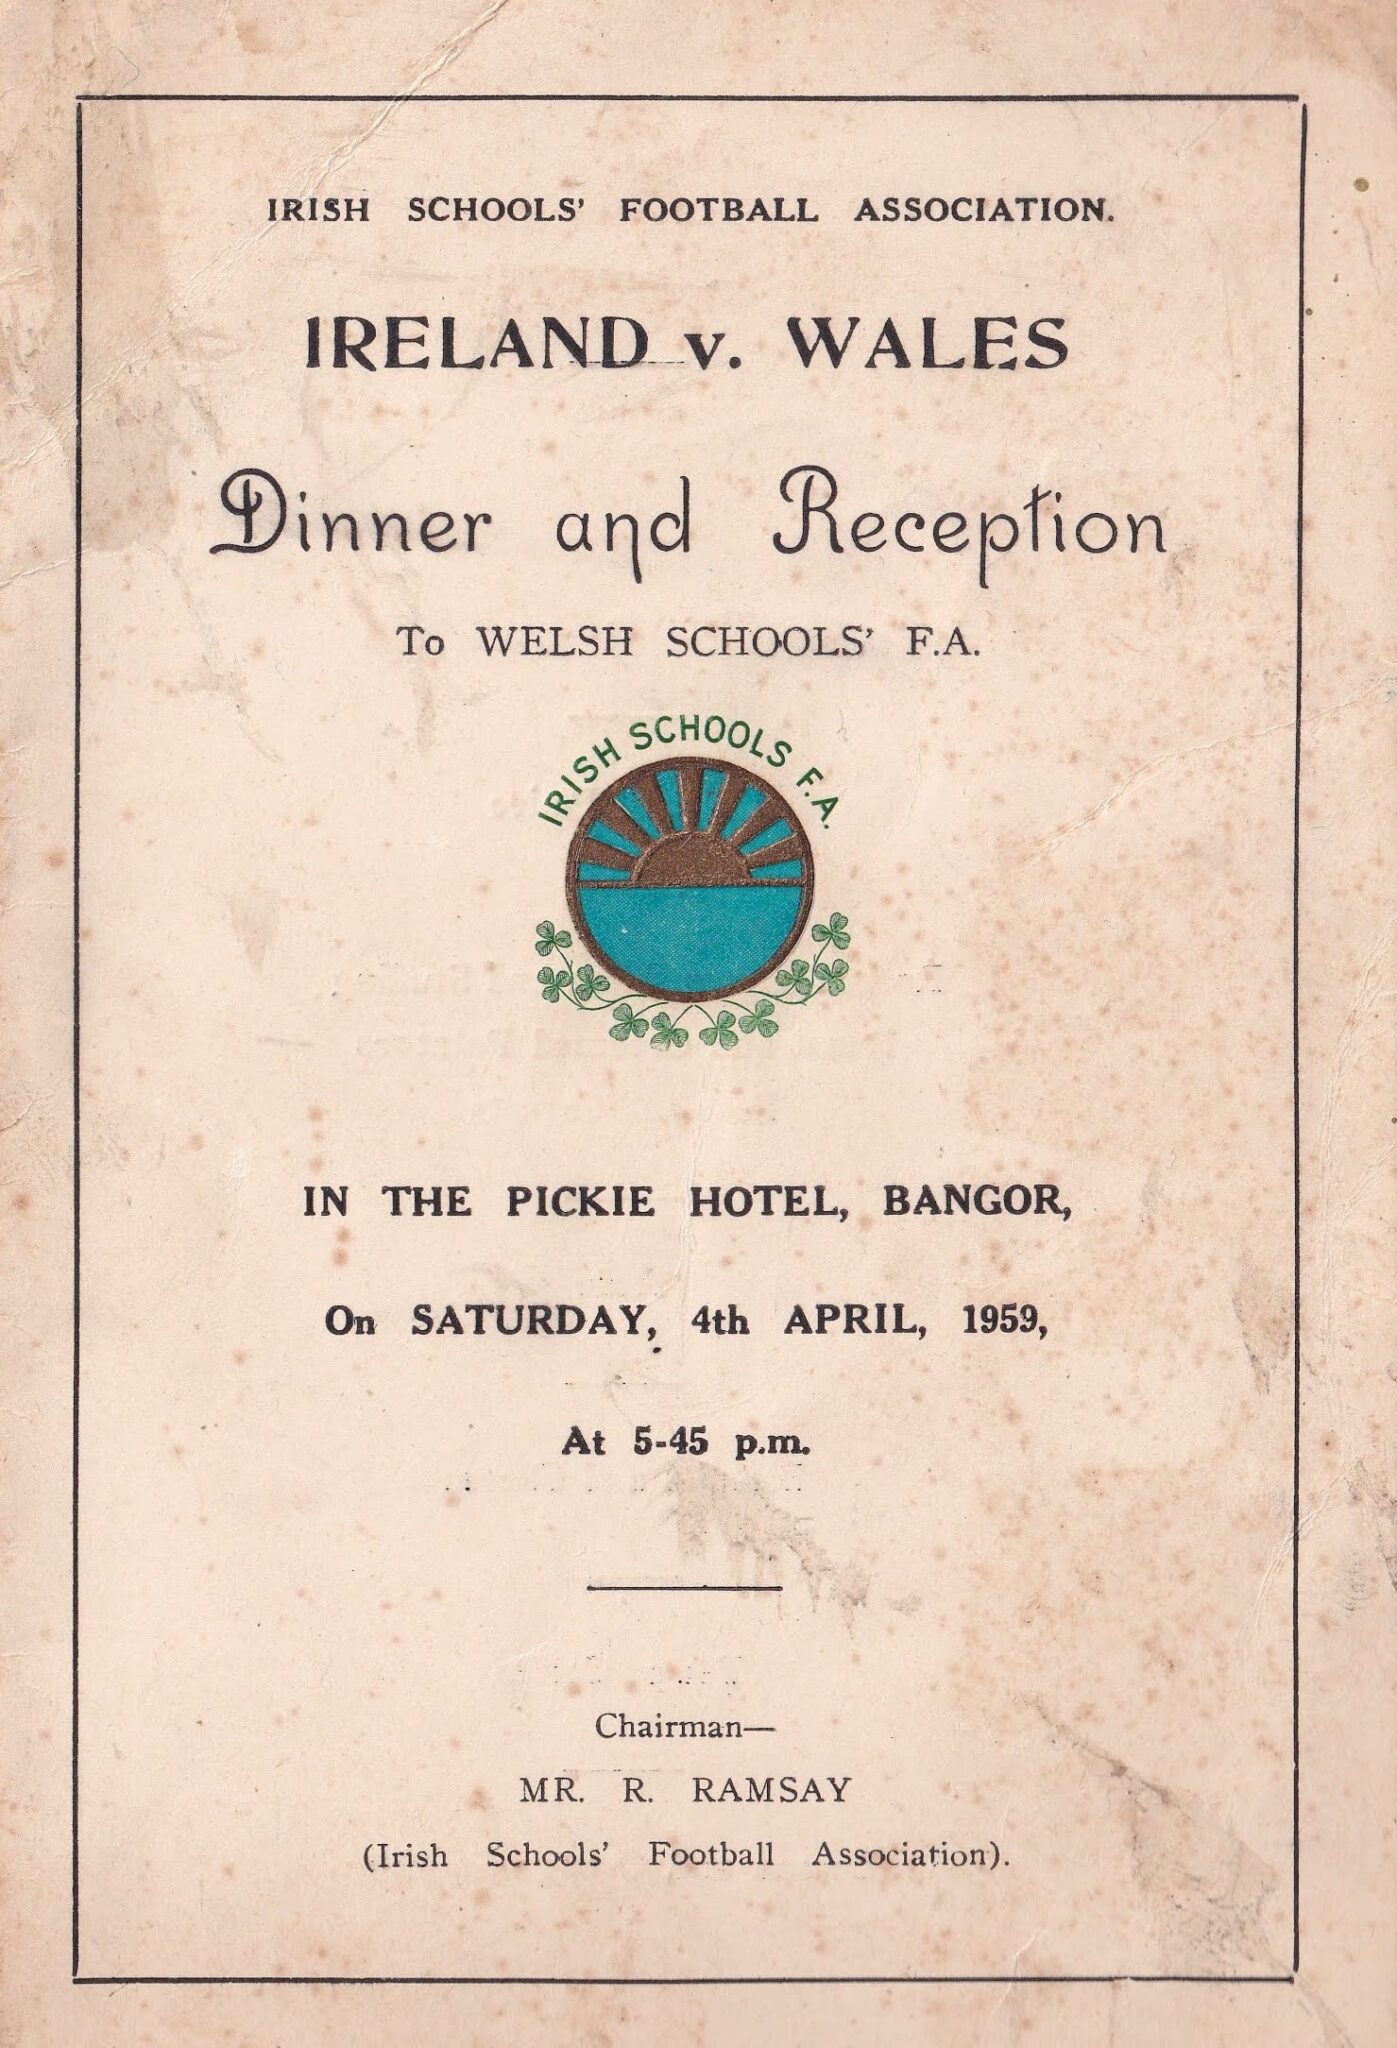 IRISH SCHOOLS' FOOTBALL ASSOCIATION.
IRELAND v. WALES
Dinner and Reception
To WELSH SCHOOLS' F.A.
IRISH SCHOOLS F.A.
IN THE PICKIE HOTEL, BANGOR,
On SATURDAY, 4th APRIL, 1959,
At 5-45 p.m.
Chairman—
MR. R. RAMSAY
(Irish Schools' Football Association).